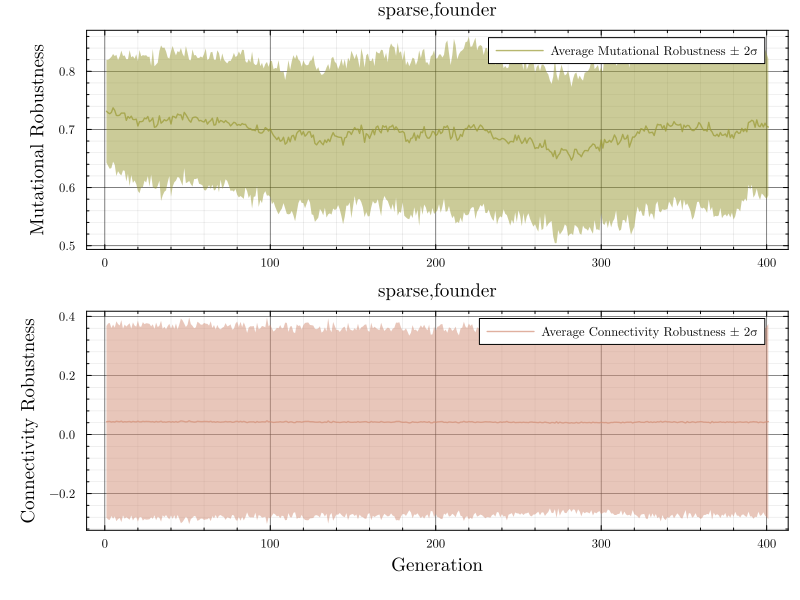 sparse,founder
Average Mutational Robustness ± 2σ
Mutational Robustness
0.8
0.7
0.6
0.5
0 100 200 300 400
sparse,founder
Average Connectivity Robustness ± 2σ
Connectivity Robustness
0.4
0.2
0.0
−0.2
0 100 200 300 400
Generation